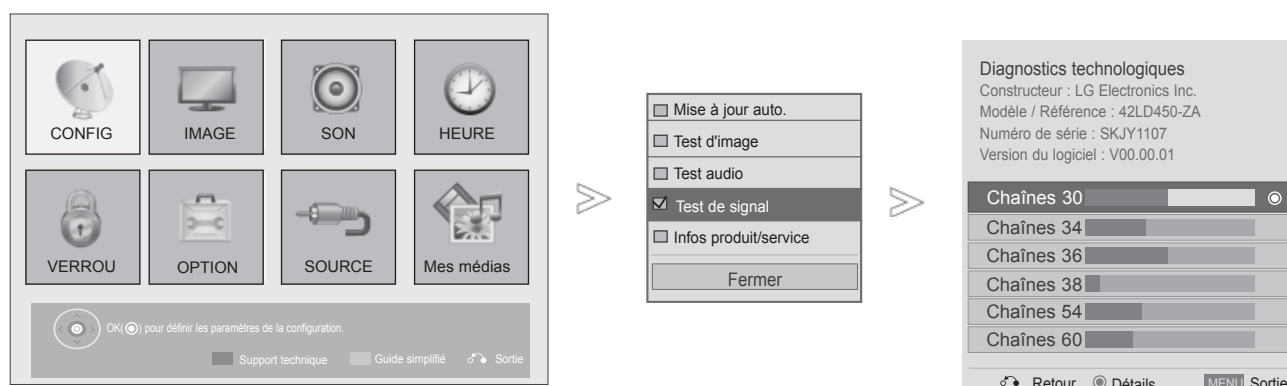 CONFIG
IMAGE
SON
HEURE
VERROU
OPTION
SOURCE
Mes médias
OK(◉) pour définir les paramètres de la configuration.
Support technique Guide simplifié Sortie
Mise à jour auto.
Test d'image
Test audio
Test de signal
Infos produit/service
Fermer
Diagnostics technologiques
Constructeur : LG Electronics Inc.
Modèle / Référence : 42LD450-ZA
Numéro de série : SKJY1107
Version du logiciel : V00.00.01
Chaînes 30
Chaînes 34
Chaînes 36
Chaînes 38
Chaînes 54
Chaînes 60
Retour Détails MENU Sortie